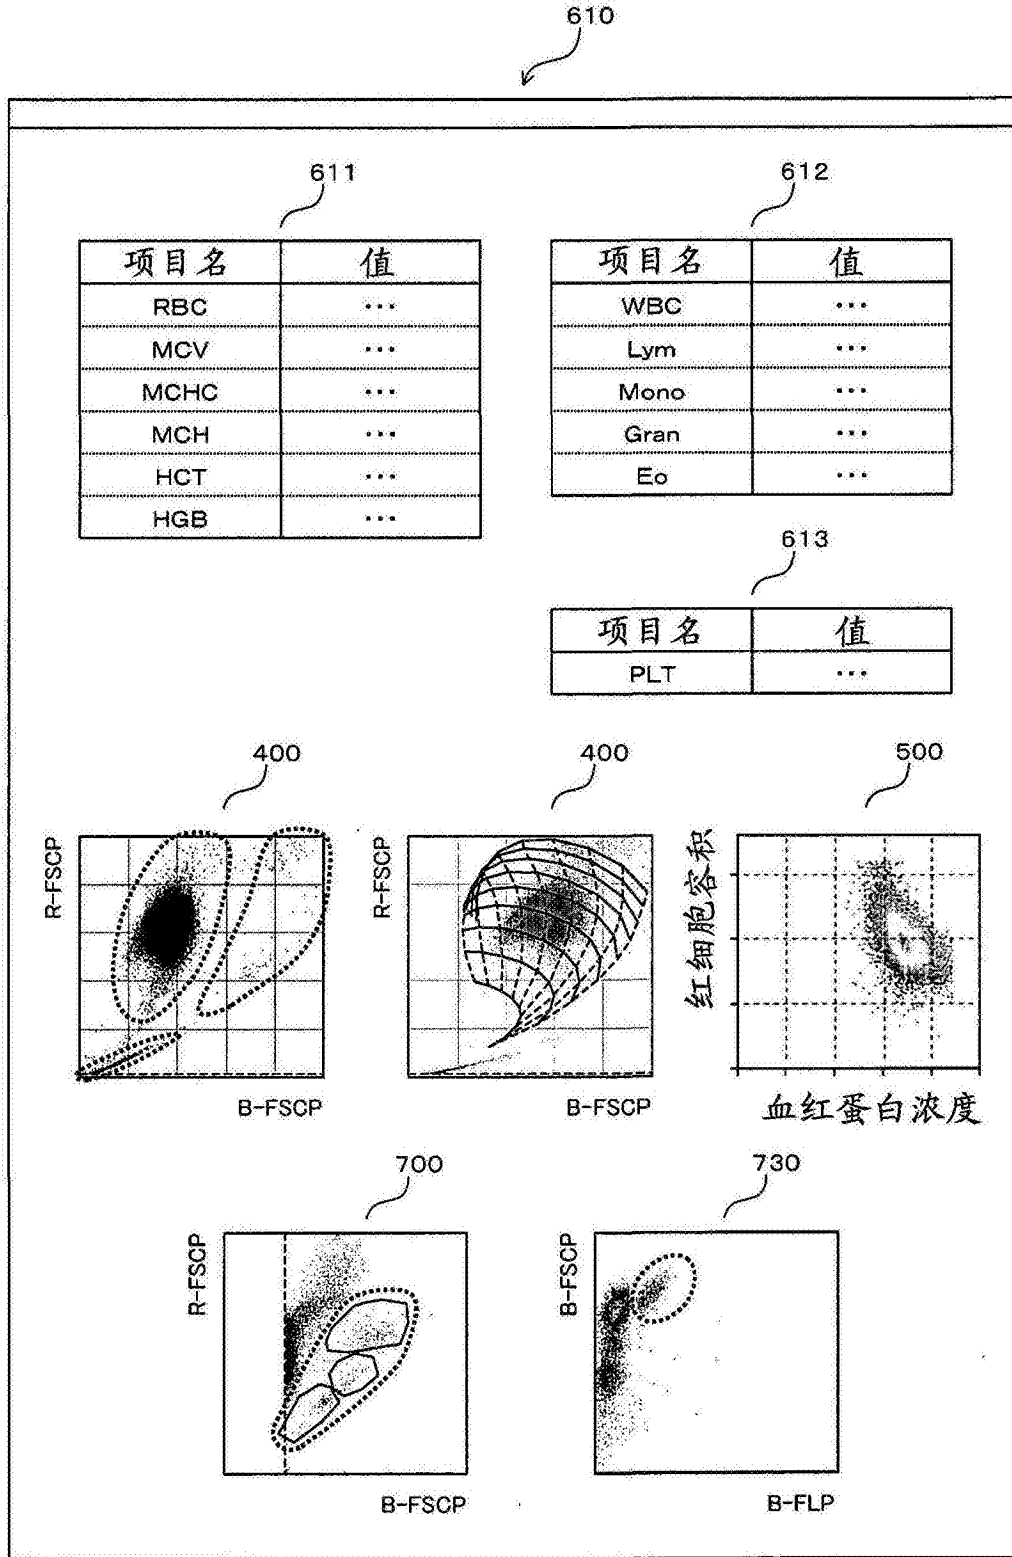 610
611
612
项目名 值
RBC ...
MCV ...
MCHC ...
MCH ...
HCT ...
HGB ...
项目名 值
WBC ...
Lym ...
Mono ...
Gran ...
Eo ...
613
项目名 值
PLT ...
400
R-FSCP
B-FSCP
400
R-FSCP
B-FSCP
500
红细胞容积
血红蛋白浓度
700
R-FSCP
B-FSCP
730
B-FSCP
B-FLP